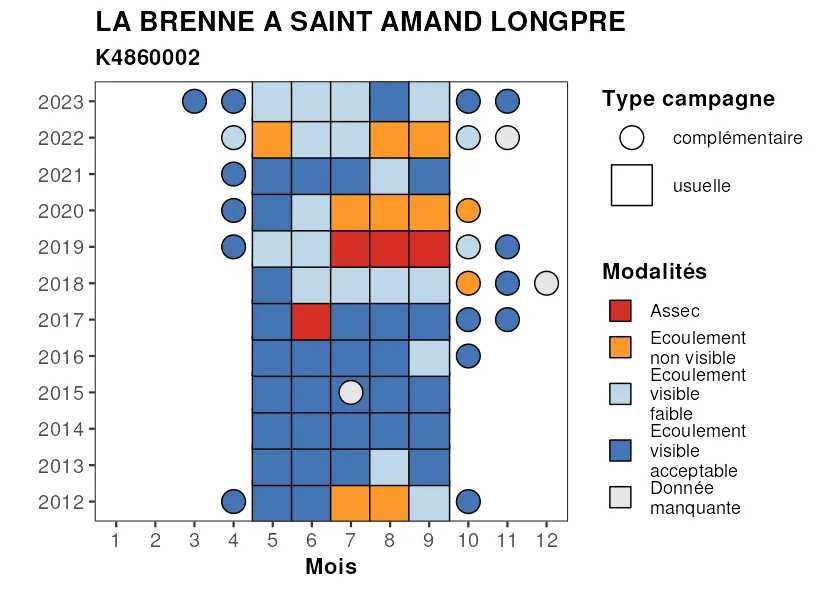 LA BRENNE A SAINT AMAND LONGPRE
K4860002
2023
2022
2021
2020
2019
2018
2017
2016
2015
2014
2013
2012
1 2 3 4 5 6 7 8 9 10 11 12
Mois
Type campagne
complémentaire
usuelle
Modalités
Assec
Ecoulement
non visible
Ecoulement
visible
faible
Ecoulement
visible
acceptable
Donnée
manquante